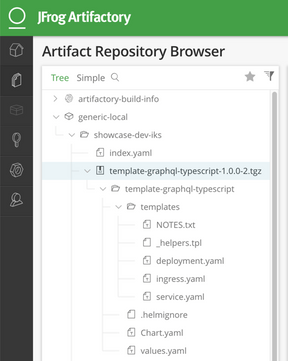 JFrog Artifactory
Artifact Repository Browser
Tree Simple
artifactory-build-info
generic-local
showcase-dev-iks
index.yaml
template-graphql-typescript-1.0.0-2.tgz
template-graphql-typescript
templates
NOTES.txt
_helpers.tpl
deployment.yaml
ingress.yaml
service.yaml
.helmignore
Chart.yaml
values.yaml